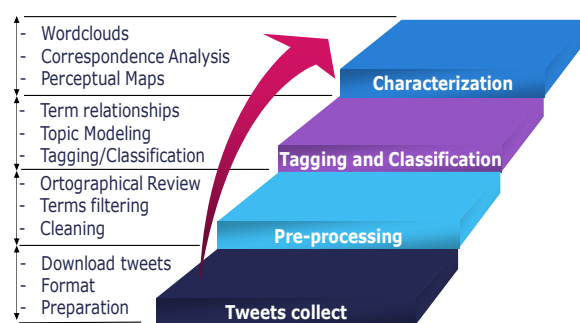 - Wordclouds
- Correspondence Analysis
- Perceptual Maps
Characterization
- Term relationships
- Topic Modeling
- Tagging/Classification
Tagging and Classification
- Ortographical Review
- Terms filtering
- Cleaning
Pre-processing
- Download tweets
- Format
- Preparation
Tweets collect